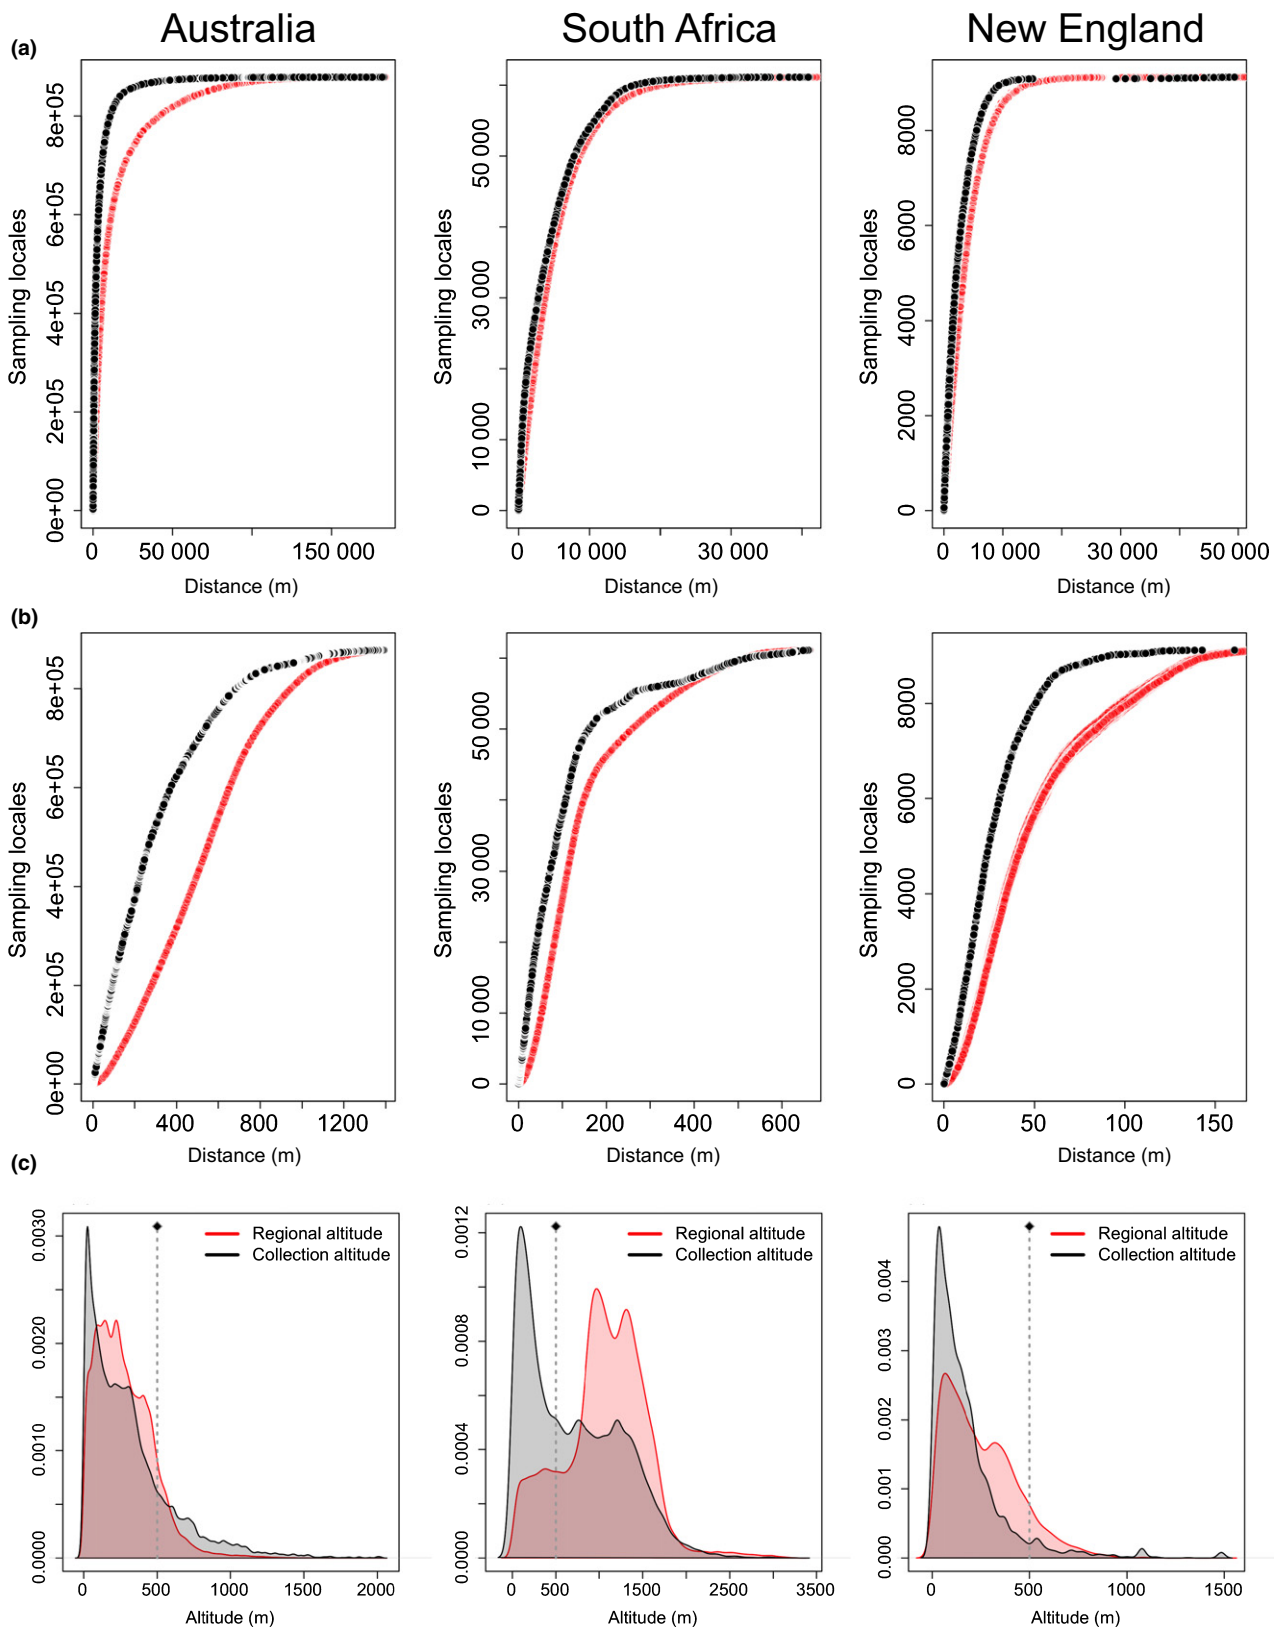 Australia South Africa New England
(a)
Sampling locales
0e+00 2e+05 4e+05 6e+05 8e+05
0 50 000 150 000
Distance (m)
Sampling locales
0 10 000 30 000 50 000
0 10 000 30 000
Distance (m)
Sampling locales
0 2000 4000 6000 8000
0 10 000 30 000 50 000
Distance (m)
(b)
Sampling locales
0e+00 2e+05 4e+05 6e+05 8e+05
0 400 800 1200
Distance (m)
Sampling locales
0 10 000 30 000 50 000
0 200 400 600
Distance (m)
Sampling locales
0 2000 4000 6000 8000
0 50 100 150
Distance (m)
(c)
0.0000 0.0010 0.0020 0.0030
Regional altitude
Collection altitude
0 500 1000 1500 2000
Altitude (m)
0.0000 0.0004 0.0008 0.0012
Regional altitude
Collection altitude
0 500 1500 2500 3500
Altitude (m)
0.000 0.001 0.002 0.003 0.004
Regional altitude
Collection altitude
0 500 1000 1500
Altitude (m)